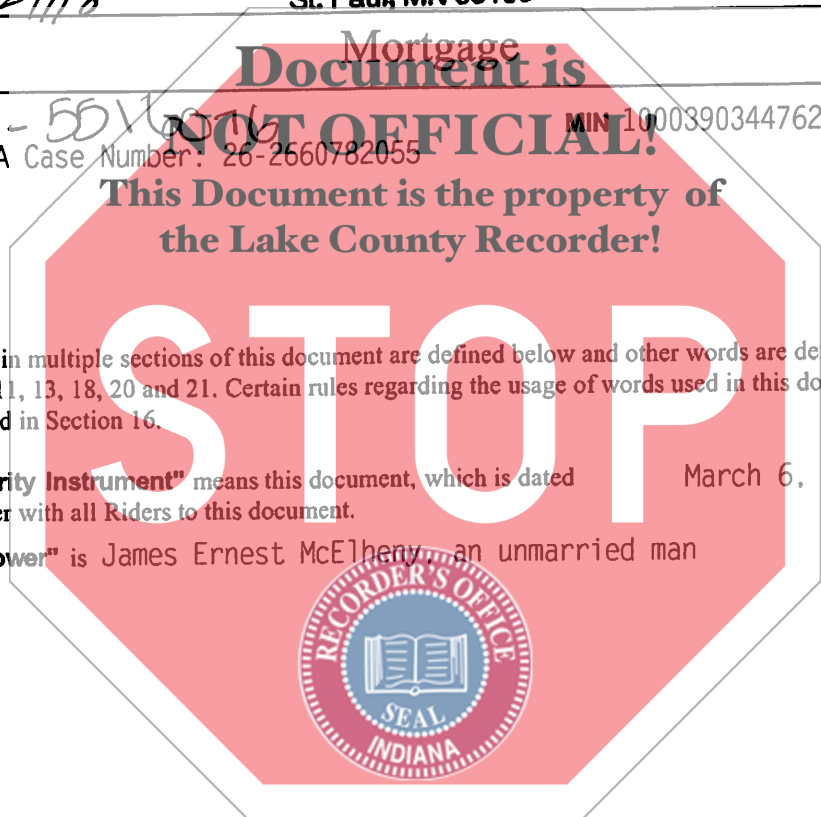 St. Paul, MN
Mortgage
Document is
NOT OFFICIAL!
MIN 1000390344762
A Case Number: 26-2660782055
This Document is the property of
the Lake County Recorder!
STOP
in multiple sections of this document are defined below and other words are de
11, 13, 18, 20 and 21. Certain rules regarding the usage of words used in this do
d in Section 16.
rity Instrument" means this document, which is dated March 6,
er with all Riders to this document.
ower" is James Ernest McElheny, an unmarried man
RECORDER'S OFFICE
SEAL
INDIANA